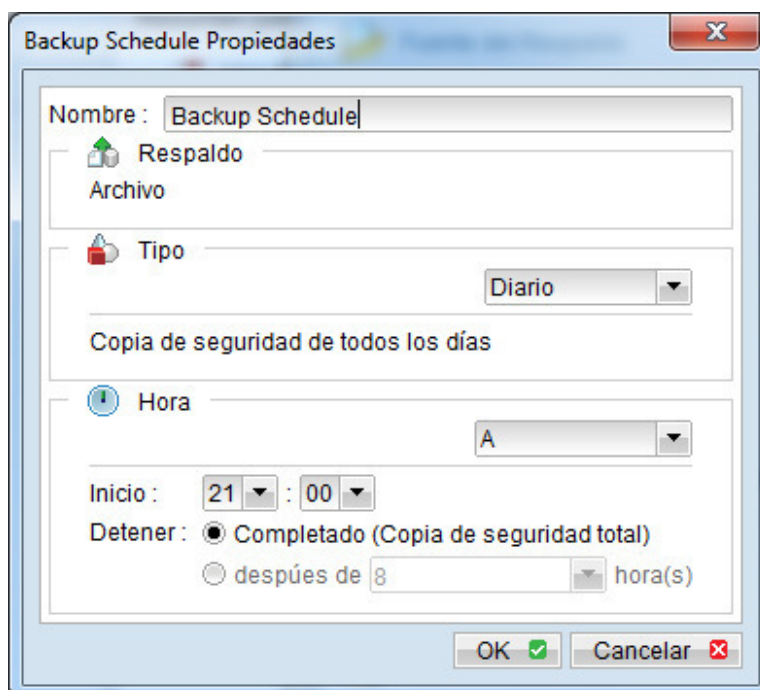 Backup Schedule Propiedades
Nombre : Backup Schedule
Respaldo
Archivo
Tipo
Diario
Copia de seguridad de todos los días
Hora
A
Inicio : 21 : 00
Detener : Completado (Copia de seguridad total)
despúes de 8 hora(s)
OK Cancelar